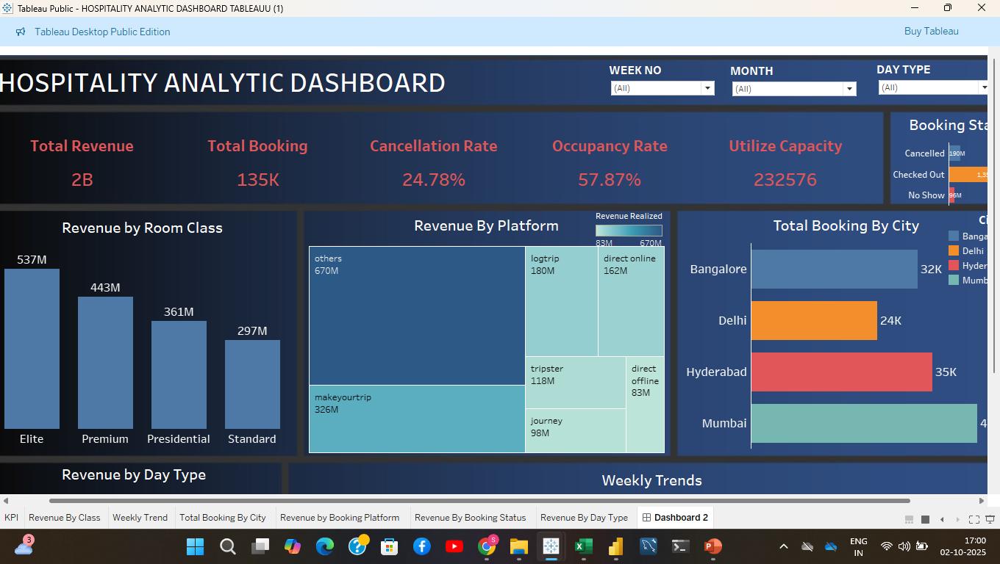 Tableau Public - HOSPITALITY ANALYTIC DASHBOARD TABLEAUU (1)
Tableau Desktop Public Edition
Buy Tableau
HOSPITALITY ANALYTIC DASHBOARD
WEEK NO
(All)
MONTH
(All)
DAY TYPE
(All)
Total Revenue
2B
Total Booking
135K
Cancellation Rate
24.78%
Occupancy Rate
57.87%
Utilize Capacity
232576
Booking Sta
Cancelled
190M
Checked Out
1,35
No Show
96M
Revenue by Room Class
537M
443M
361M
297M
Elite
Premium
Presidential
Standard
Revenue By Platform
Revenue Realized
83M 670M
others
670M
logtrip
180M
direct online
162M
makeyourtrip
326M
tripster
118M
direct
offline
83M
journey
98M
Total Booking By City
Ci
Banga
Delhi
Hyder
Mumb
Bangalore
32K
Delhi
24K
Hyderabad
35K
Mumbai
4
Revenue by Day Type
Weekly Trends
KPI
Revenue By Class
Weekly Trend
Total Booking By City
Revenue by Booking Platform
Revenue By Booking Status
Revenue By Day Type
Dashboard 2
3
S
P
ENG
IN
17:00
02-10-2025